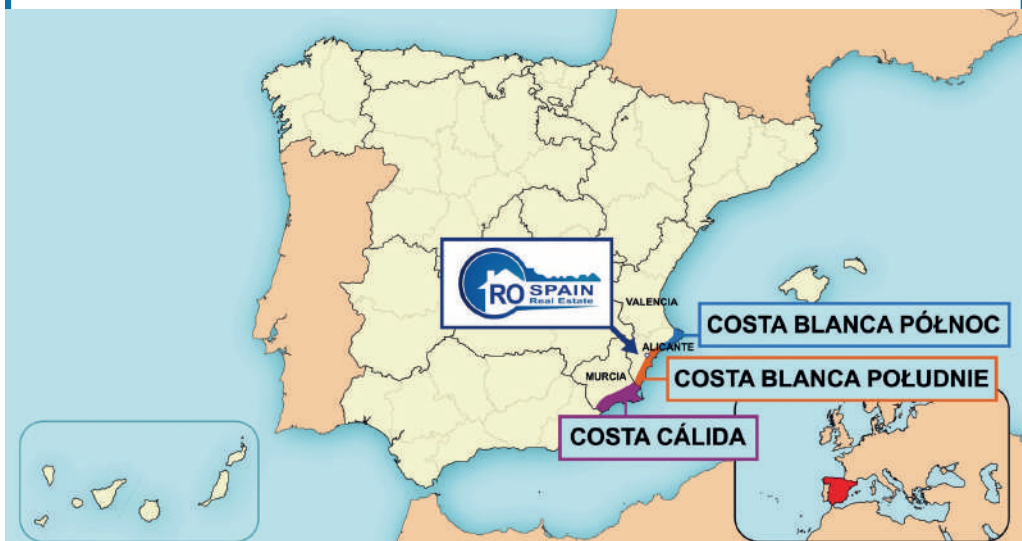 RO SPAIN
Real Estate
VALENCIA
COSTA BLANCA PÓŁNOC
ALICANTE
MURCIA
COSTA BLANCA POŁUDNIE
COSTA CÁLIDA